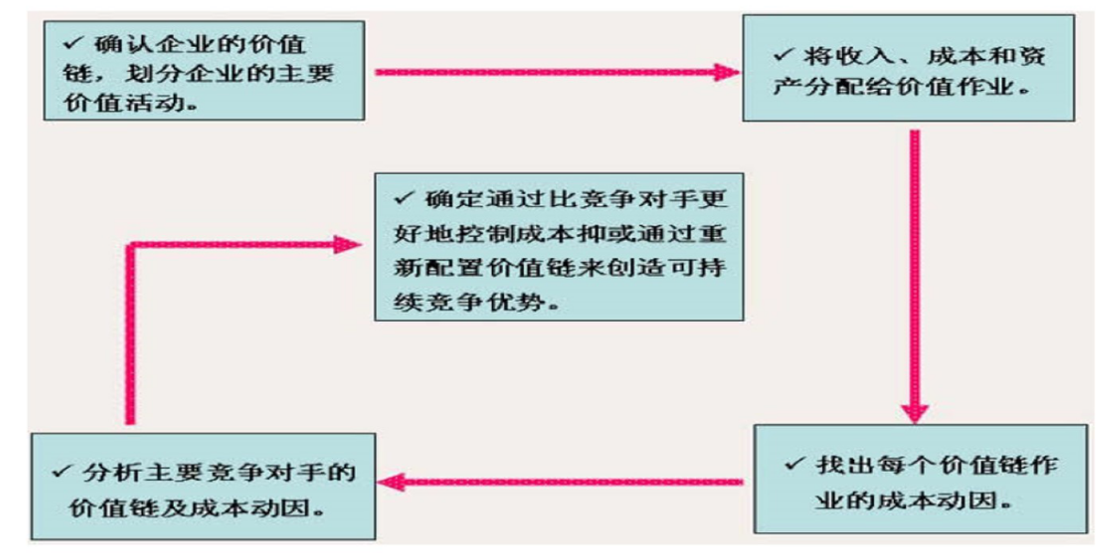 ✓ 确认企业的价值
链，划分企业的主要
价值活动。
✓ 将收入、成本和资
产分配给价值作业。
✓ 确定通过比竞争对手更
好地控制成本抑或通过重
新配置价值链来创造可持
续竞争优势。
✓ 分析主要竞争对手的
价值链及成本动因。
✓ 找出每个价值链作
业的成本动因。